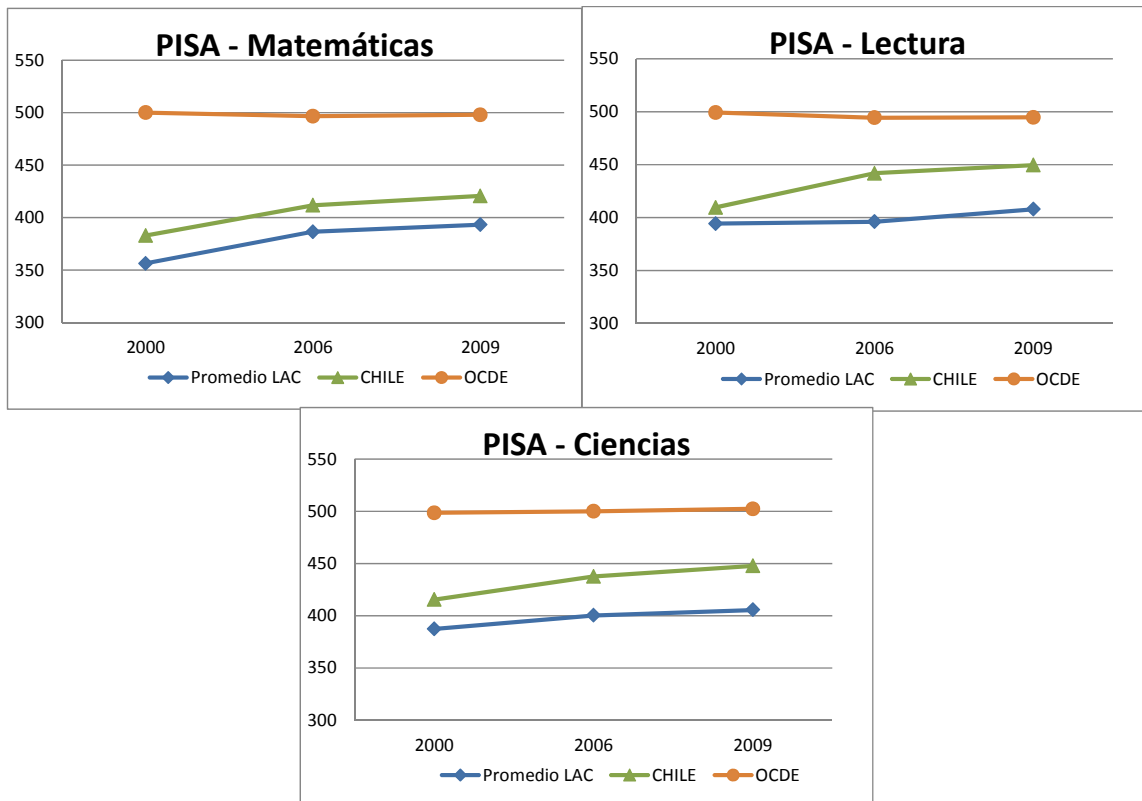 PISA - Matemáticas
550
500
450
400
350
300
2000 2006 2009
Promedio LAC CHILE OCDE
PISA - Lectura
550
500
450
400
350
300
2000 2006 2009
Promedio LAC CHILE OCDE
PISA - Ciencias
550
500
450
400
350
300
2000 2006 2009
Promedio LAC CHILE OCDE